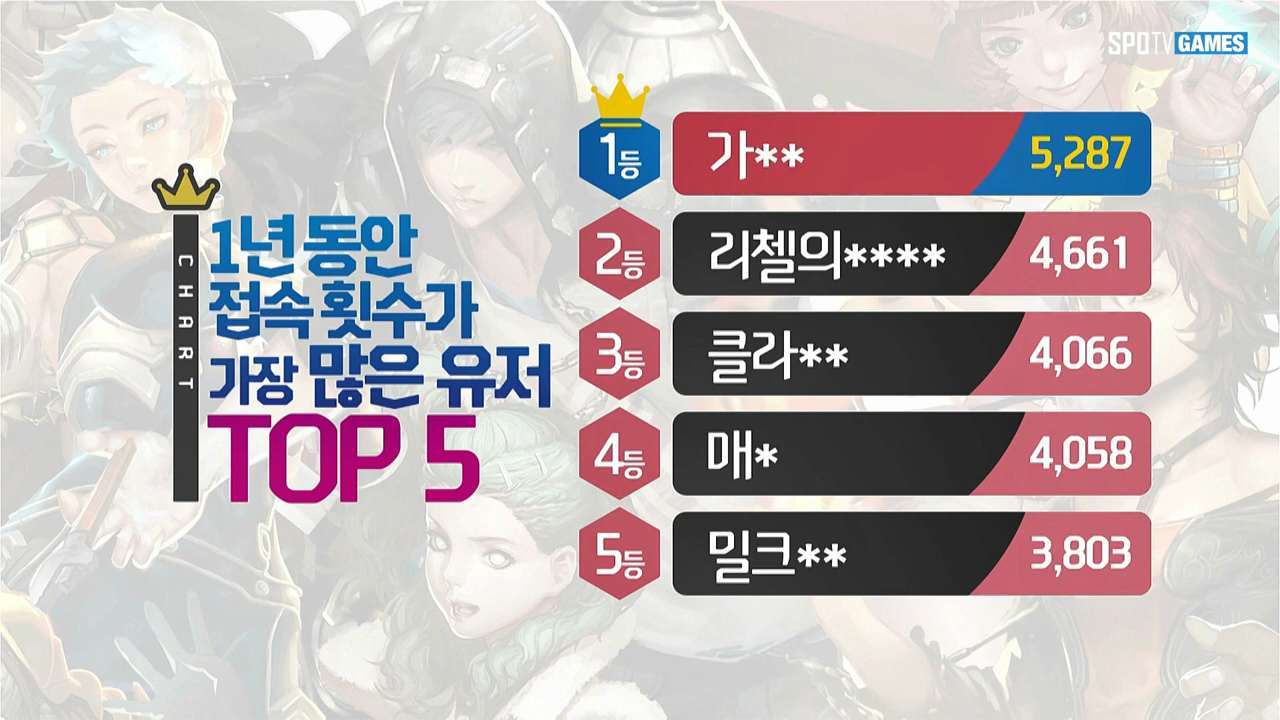 SPOTV GAMES
CHART
1년 동안
접속 횟수가
가장 많은 유저
TOP 5
1등 가** 5,287
2등 리첼의**** 4,661
3등 클라** 4,066
4등 매* 4,058
5등 밀크** 3,803